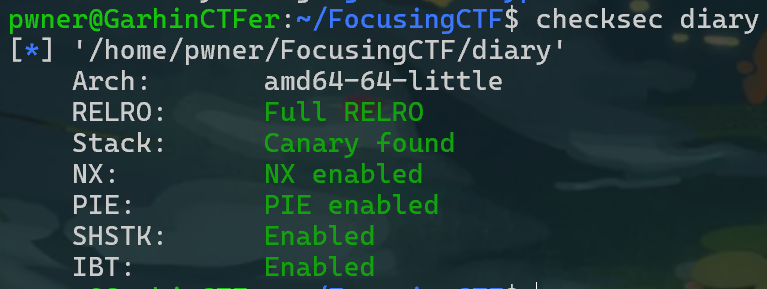 pwner@GarhinCTFer:~/FocusingCTF$ checksec diary
[*] '/home/pwner/FocusingCTF/diary'
Arch: amd64-64-little
RELRO: Full RELRO
Stack: Canary found
NX: NX enabled
PIE: PIE enabled
SHSTK: Enabled
IBT: Enabled